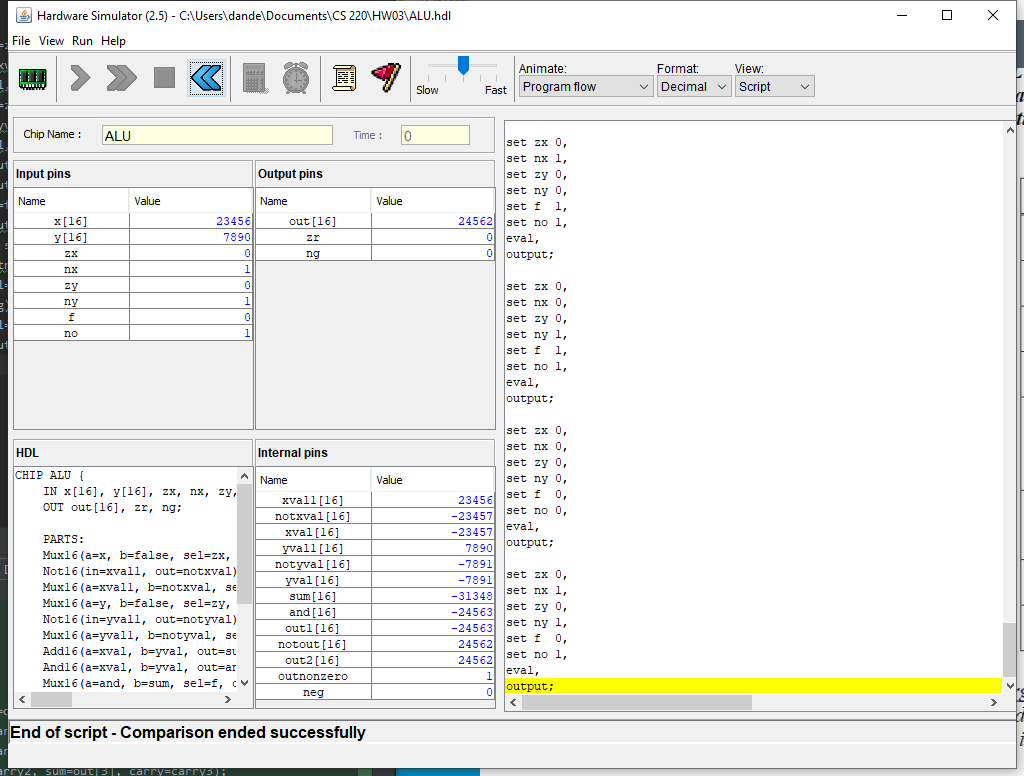 Hardware Simulator (2.5) - C:\Users\dande\Documents\CS 220\HW03\ALU.hdl
File View Run Help
Slow Fast
Animate: Format: View:
Program flow Decimal Script
Chip Name : ALU Time : 0
Input pins
Name Value
x[16] 23456
y[16] 7890
zx 0
nx 1
zy 0
ny 1
f 0
no 1
Output pins
Name Value
out[16] 24562
zr 0
ng 0
HDL
CHIP ALU {
IN x[16], y[16], zx, nx, zy,
OUT out[16], zr, ng;
PARTS:
Mux16(a=x, b=false, sel=zx,
Not16(in=xval1, out=notxval)
Mux16(a=xval1, b=notxval, se
Mux16(a=y, b=false, sel=zy,
Not16(in=yval1, out=notyval)
Mux16(a=yval1, b=notyval, se
Add16(a=xval, b=yval, out=su
And16(a=xval, b=yval, out=an
Mux16(a=and, b=sum, sel=f, o
Internal pins
Name Value
xval1[16] 23456
notxval[16] -23457
xval[16] -23457
yval1[16] 7890
notyval[16] -7891
yval[16] -7891
sum[16] -31348
and[16] -24563
out1[16] -24563
notout[16] 24562
out2[16] 24562
outnonzero 1
neg 0
set zx 0,
set nx 1,
set zy 0,
set ny 0,
set f 1,
set no 1,
eval,
output;
set zx 0,
set nx 0,
set zy 0,
set ny 1,
set f 1,
set no 1,
eval,
output;
set zx 0,
set nx 0,
set zy 0,
set ny 0,
set f 0,
set no 0,
eval,
output;
set zx 0,
set nx 1,
set zy 0,
set ny 1,
set f 0,
set no 1,
eval,
output;
End of script - Comparison ended successfully
carry2, sum=out[3], carry=carry3);